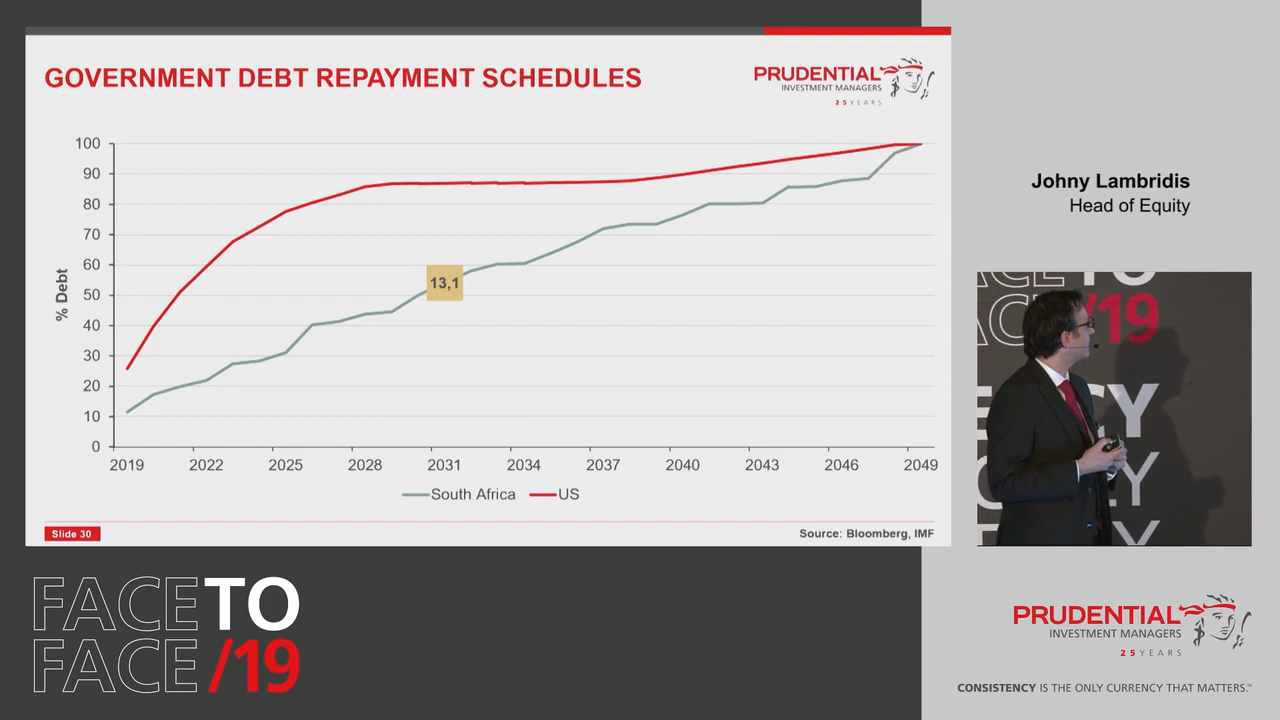 GOVERNMENT DEBT REPAYMENT SCHEDULES
PRUDENTIAL
INVESTMENT MANAGERS
25 YEARS
% Debt
100
90
80
70
60
50
40
30
20
10
0
13,1
2019 2022 2025 2028 2031 2034 2037 2040 2043 2046 2049
South Africa US
Slide 30
Source: Bloomberg, IMF
Johny Lambridis
Head of Equity
TO
/19
FACE TO
FACE /19
PRUDENTIAL
INVESTMENT MANAGERS
25 YEARS
CONSISTENCY IS THE ONLY CURRENCY THAT MATTERS.™